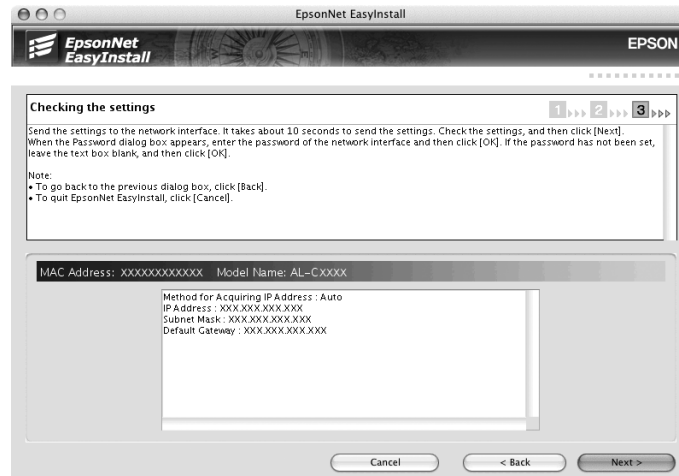 EpsonNet EasyInstall
EpsonNet
EasyInstall
EPSON
Checking the settings
1 2 3
Send the settings to the network interface. It takes about 10 seconds to send the settings. Check the settings, and then click [Next].
When the Password dialog box appears, enter the password of the network interface and then click [OK]. If the password has not been set,
leave the text box blank, and then click [OK].
Note:
• To go back to the previous dialog box, click [Back].
• To quit EpsonNet EasyInstall, click [Cancel].
MAC Address: XXXXXXXXXXXX Model Name: AL-CXXXX
Method for Acquiring IP Address : Auto
IP Address : XXX.XXX.XXX.XXX
Subnet Mask : XXX.XXX.XXX.XXX
Default Gateway : XXX.XXX.XXX.XXX
Cancel < Back Next >